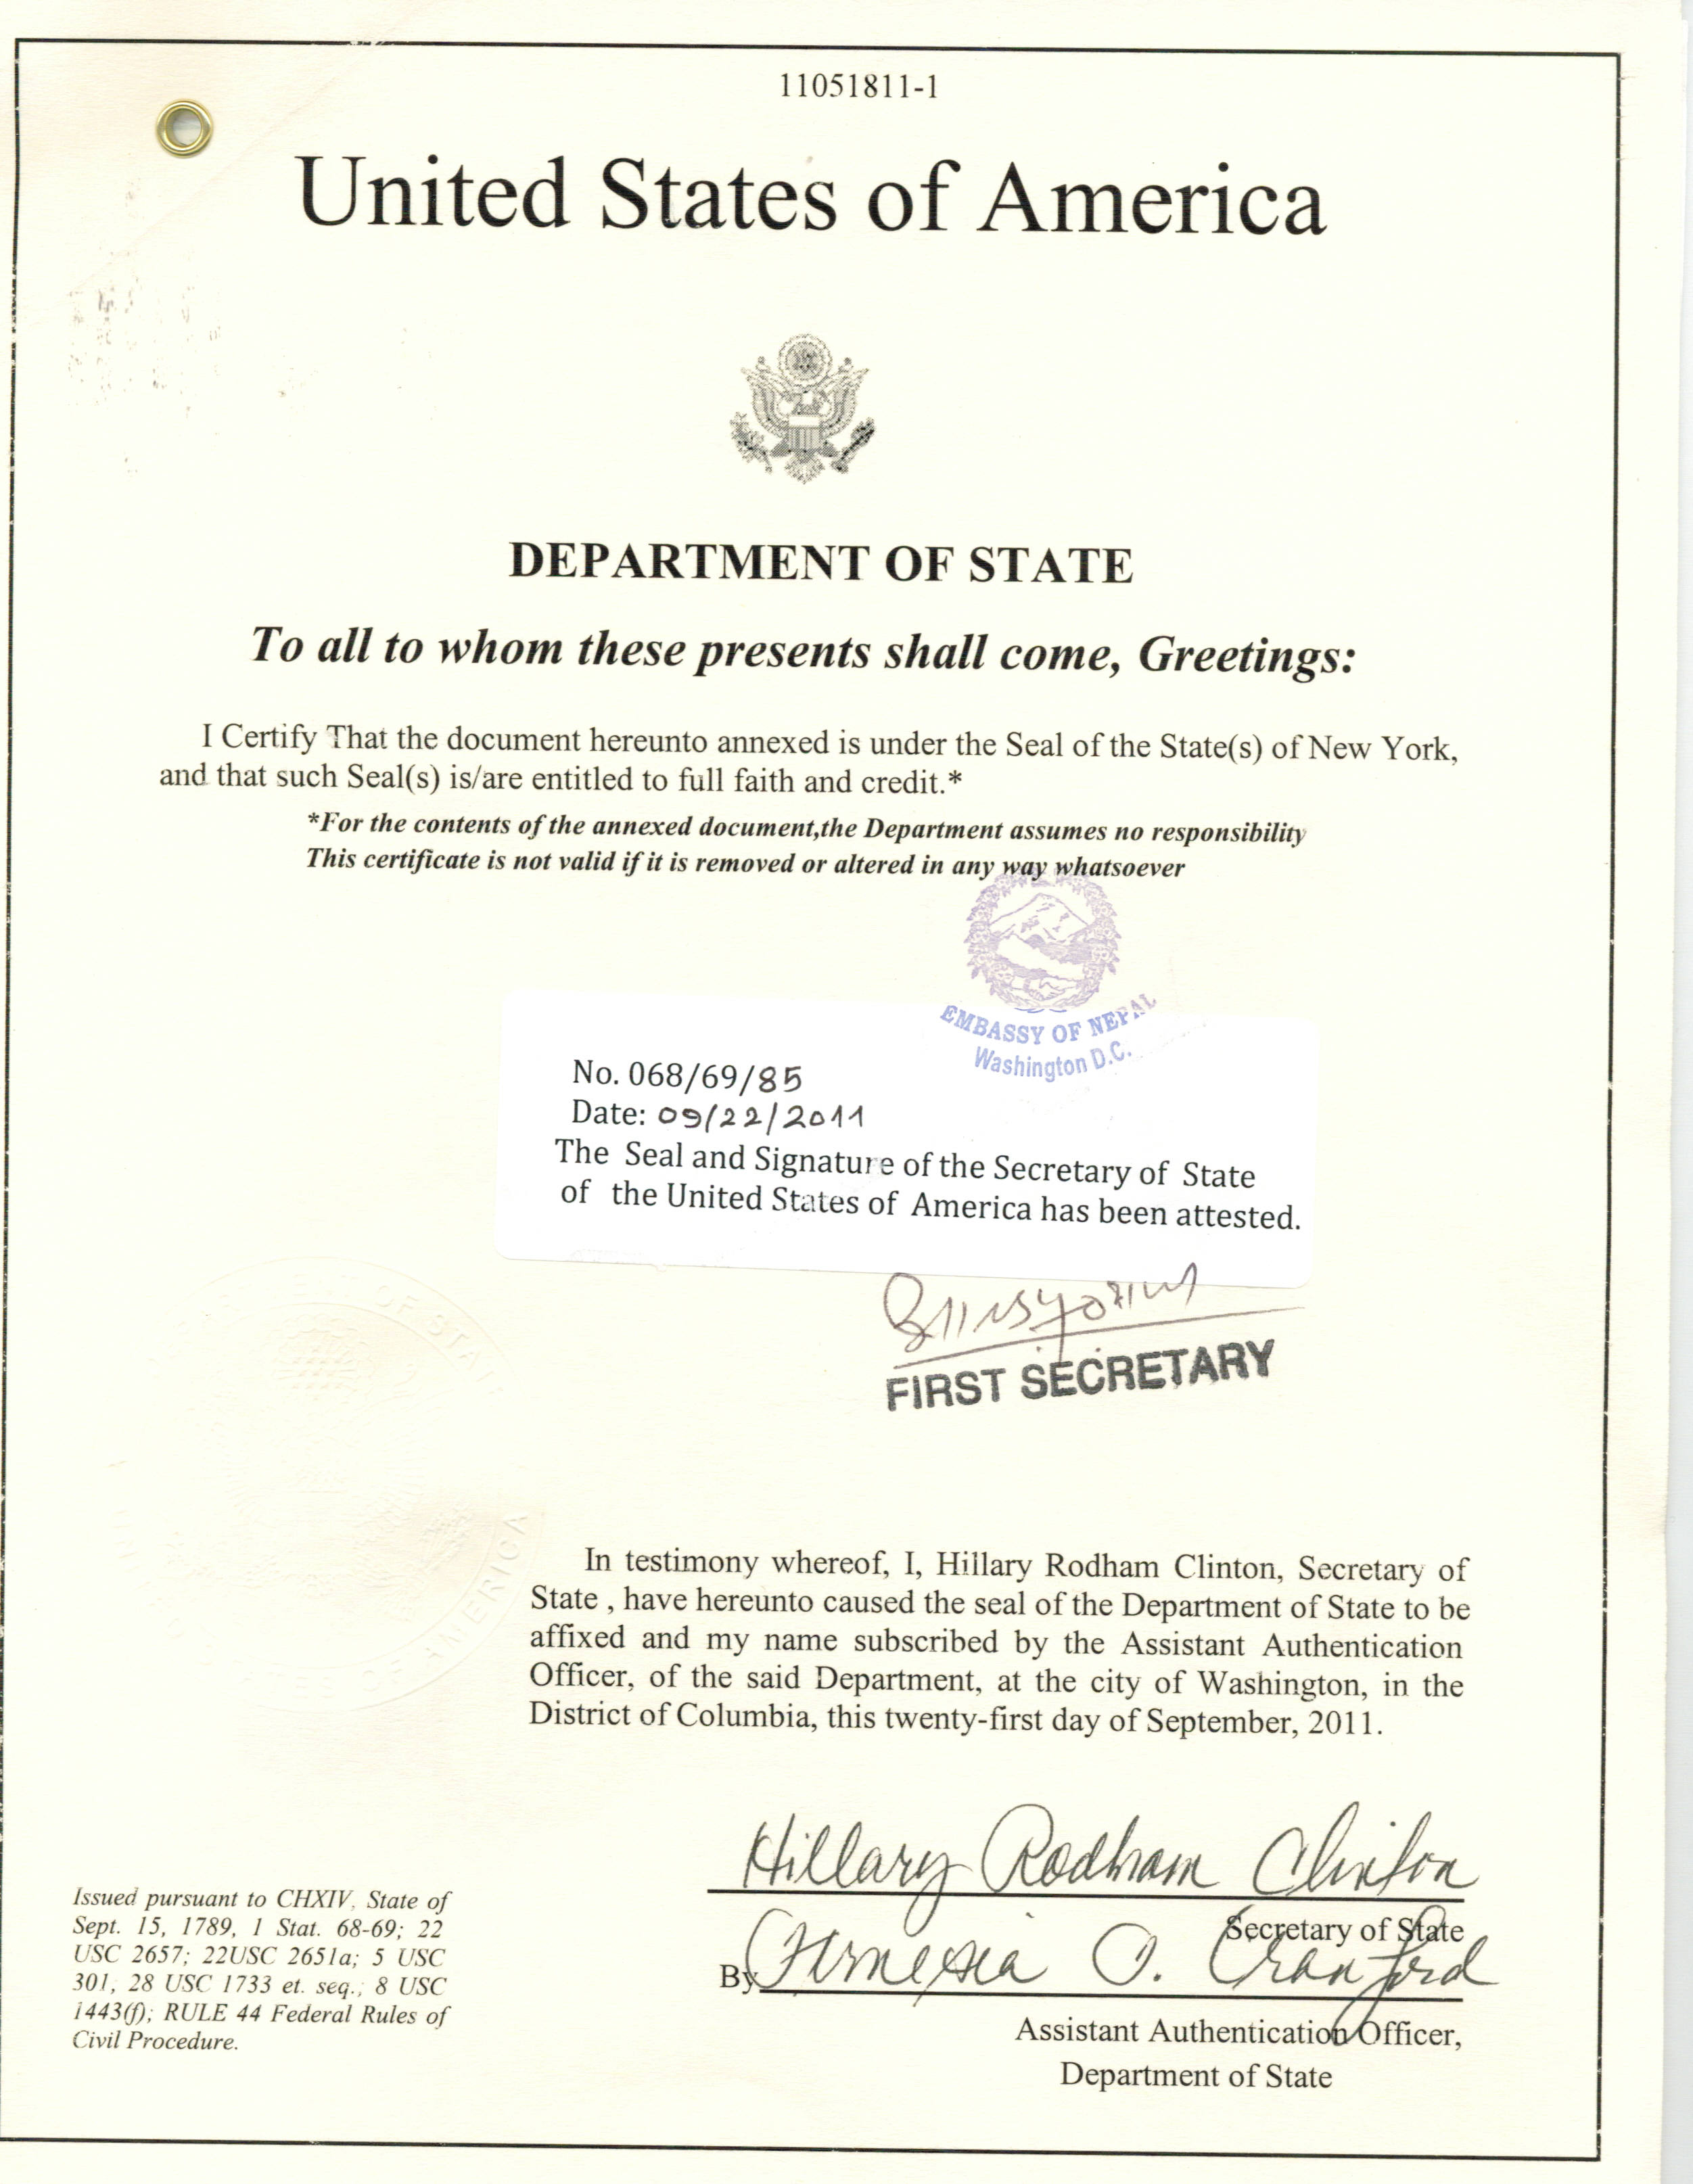 11051811-1
United States of America
DEPARTMENT OF STATE
To all to whom these presents shall come, Greetings:
I Certify That the document hereunto annexed is under the Seal of the State(s) of New York,
and that such Seal(s) is/are entitled to full faith and credit.*
*For the contents of the annexed document,the Department assumes no responsibility
This certificate is not valid if it is removed or altered in any way whatsoever
EMBASSY OF NEPAL
Washington D.C.
No. 068/69/85
Date: 09/22/2011
The Seal and Signature of the Secretary of State
of the United States of America has been attested.
FIRST SECRETARY
OF STA
OF AMERICA
In testimony whereof, I, Hillary Rodham Clinton, Secretary of
State , have hereunto caused the seal of the Department of State to be
affixed and my name subscribed by the Assistant Authentication
Officer, of the said Department, at the city of Washington, in the
District of Columbia, this twenty-first day of September, 2011.
Hillary Rodham Clinton
Secretary of State
By O. Cranford
Assistant Authentication Officer,
Department of State
Issued pursuant to CHXIV, State of
Sept. 15, 1789, 1 Stat. 68-69; 22
USC 2657; 22USC 2651a; 5 USC
301, 28 USC 1733 et. seq.; 8 USC
1443(f); RULE 44 Federal Rules of
Civil Procedure.